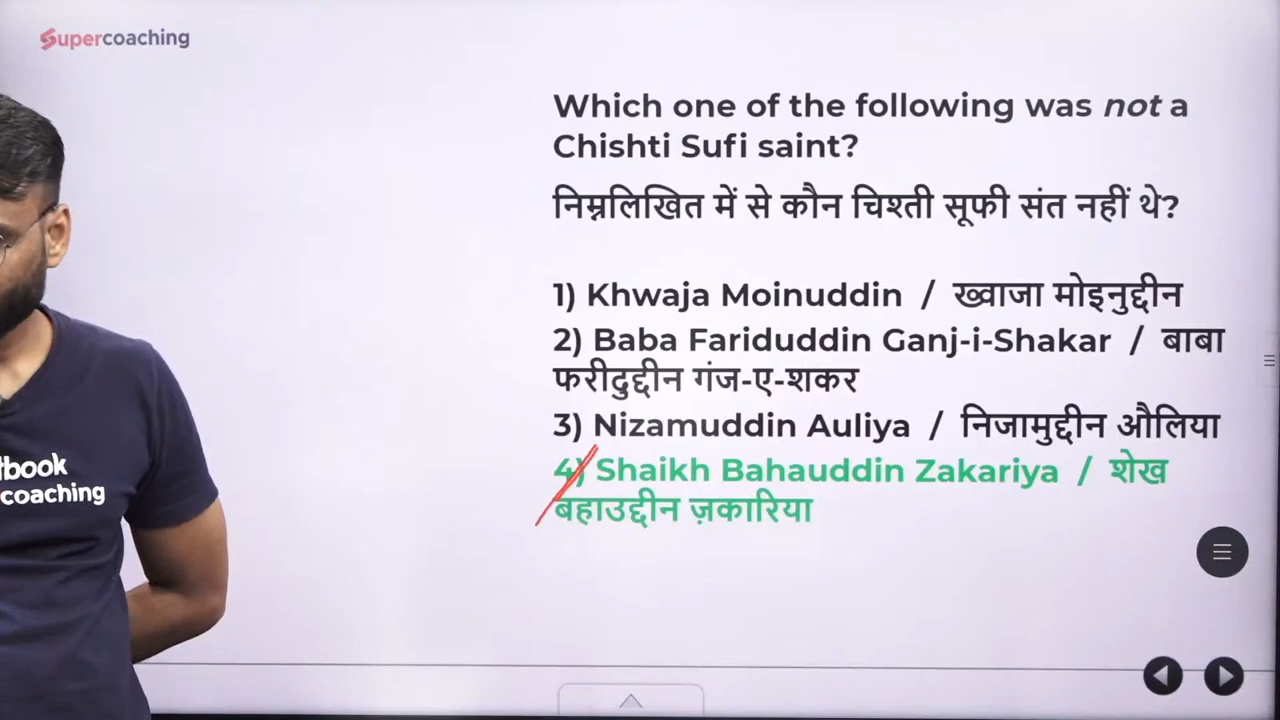 Supercoaching
Which one of the following was not a
Chishti Sufi saint?
निम्नलिखित में से कौन चिश्ती सूफी संत नहीं थे?
1) Khwaja Moinuddin / ख्वाजा मोइनुद्दीन
2) Baba Fariduddin Ganj-i-Shakar / बाबा
फरीदुद्दीन गंज-ए-शकर
3) Nizamuddin Auliya / निजामुद्दीन औलिया
4) Shaikh Bahauddin Zakariya / शेख
बहाउद्दीन ज़कारिया
tbook
coaching